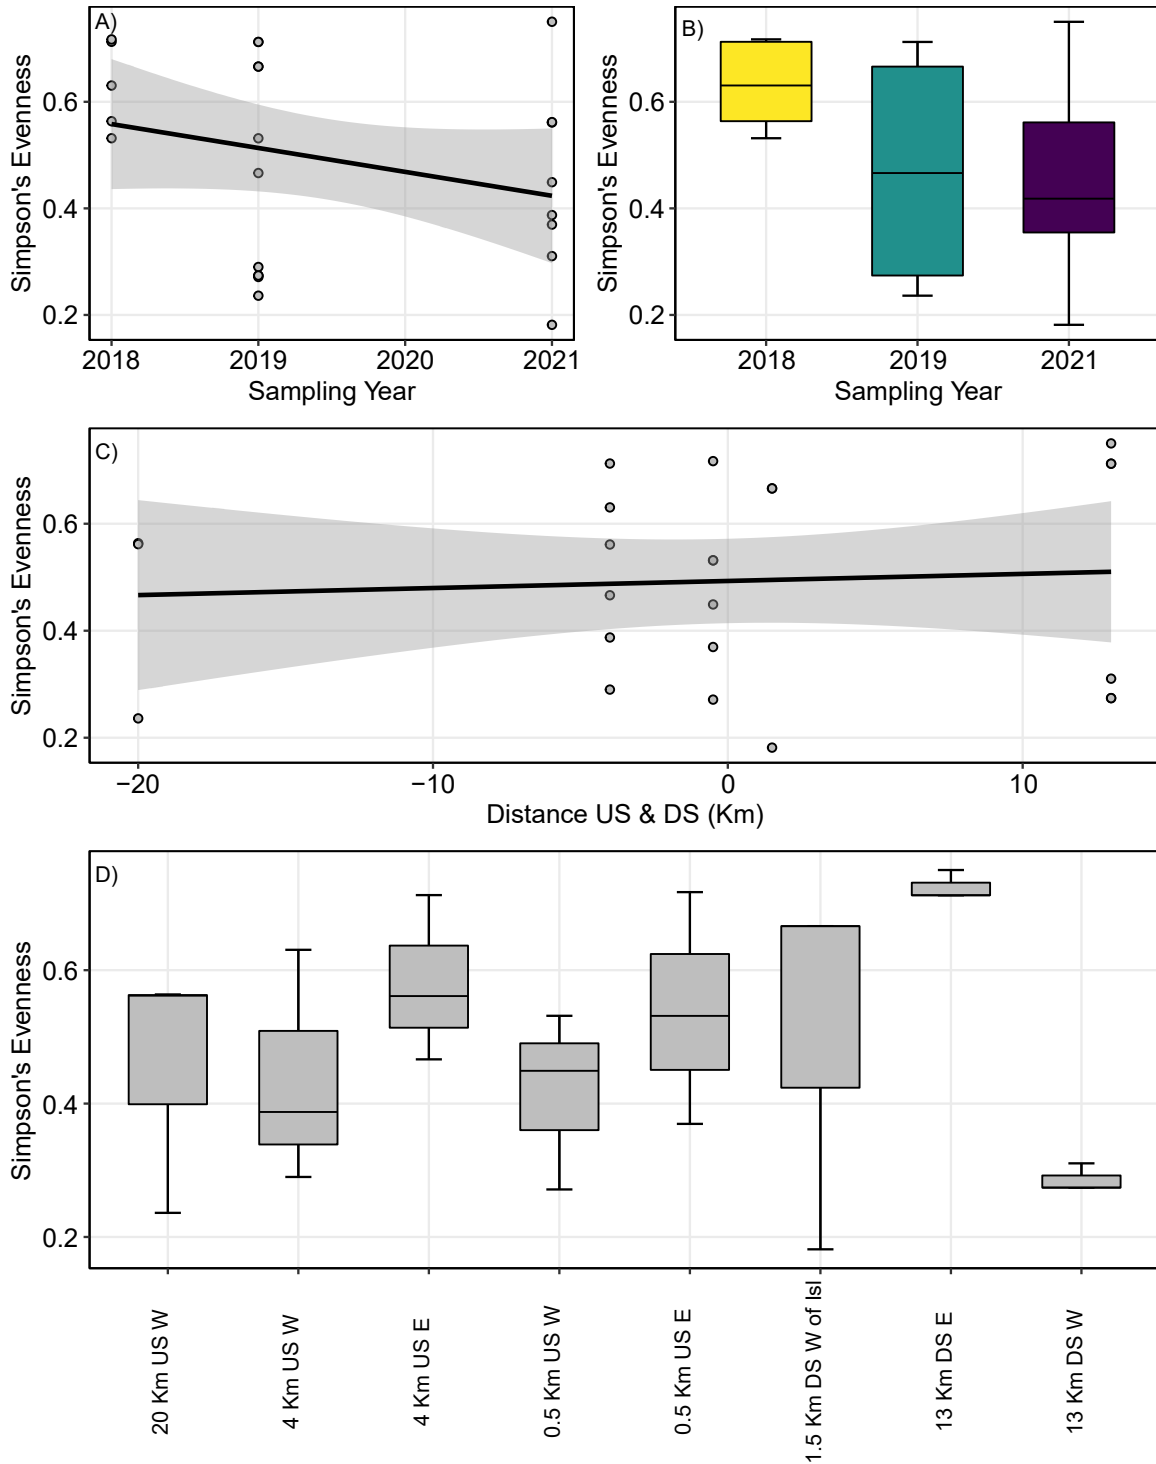 A)
Simpson's Evenness
0.6
0.4
0.2
2018 2019 2020 2021
Sampling Year
B)
Simpson's Evenness
0.6
0.4
0.2
2018 2019 2021
Sampling Year
C)
Simpson's Evenness
0.6
0.4
0.2
−20 −10 0 10
Distance US & DS (Km)
D)
Simpson's Evenness
0.6
0.4
0.2
20 Km US W
4 Km US W
4 Km US E
0.5 Km US W
0.5 Km US E
1.5 Km DS W of Isl
13 Km DS E
13 Km DS W